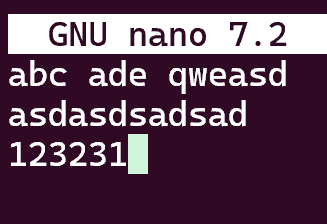 GNU nano 7.2
abc ade qweasd
asdasdsadsad
123231